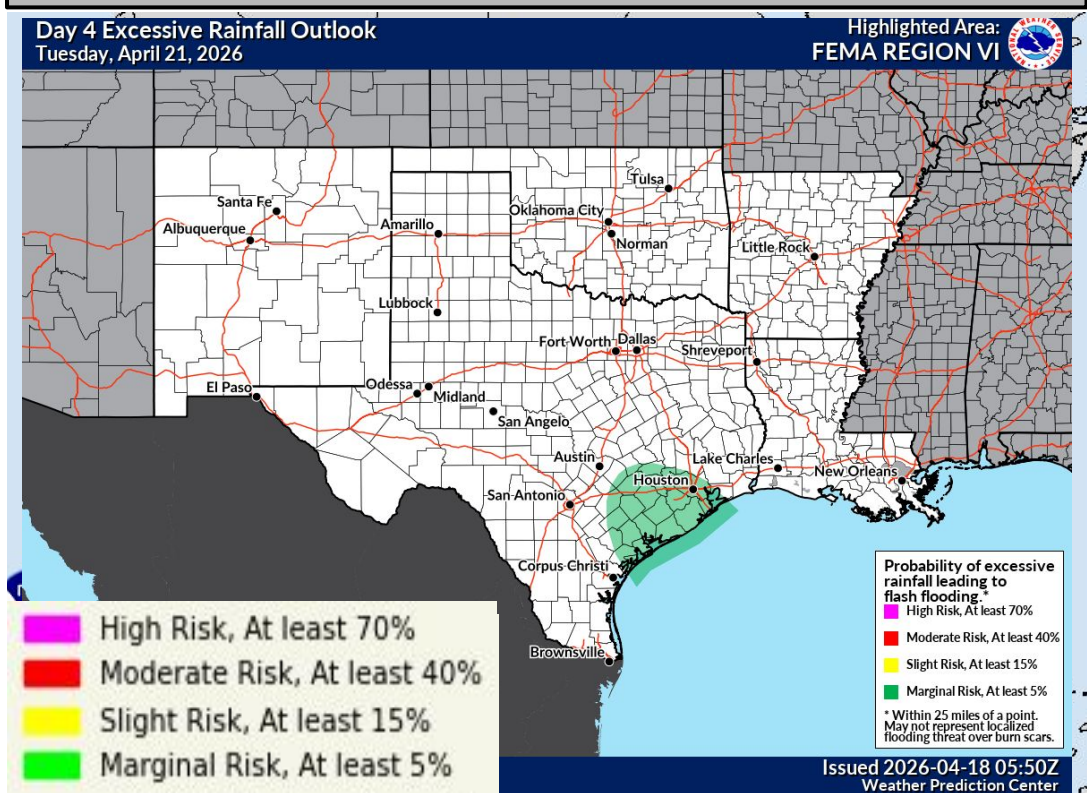 Day 4 Excessive Rainfall Outlook
Tuesday, April 21, 2026
Highlighted Area:
FEMA REGION VI
Tulsa
Santa Fe
Oklahoma City
Albuquerque
Amarillo
Norman
Little Rock
Lubbock
Fort Worth
Dallas
Shreveport
El Paso
Odessa
Midland
San Angelo
Austin
Lake Charles
New Orleans
Houston
San Antonio
Corpus Christi
Brownsville
Probability of excessive
rainfall leading to
flash flooding.*
High Risk, At least 70%
Moderate Risk, At least 40%
Slight Risk, At least 15%
Marginal Risk, At least 5%
* Within 25 miles of a point.
May not represent localized
flooding threat over burn scars.
High Risk, At least 70%
Moderate Risk, At least 40%
Slight Risk, At least 15%
Marginal Risk, At least 5%
Issued 2026-04-18 05:50Z
Weather Prediction Center